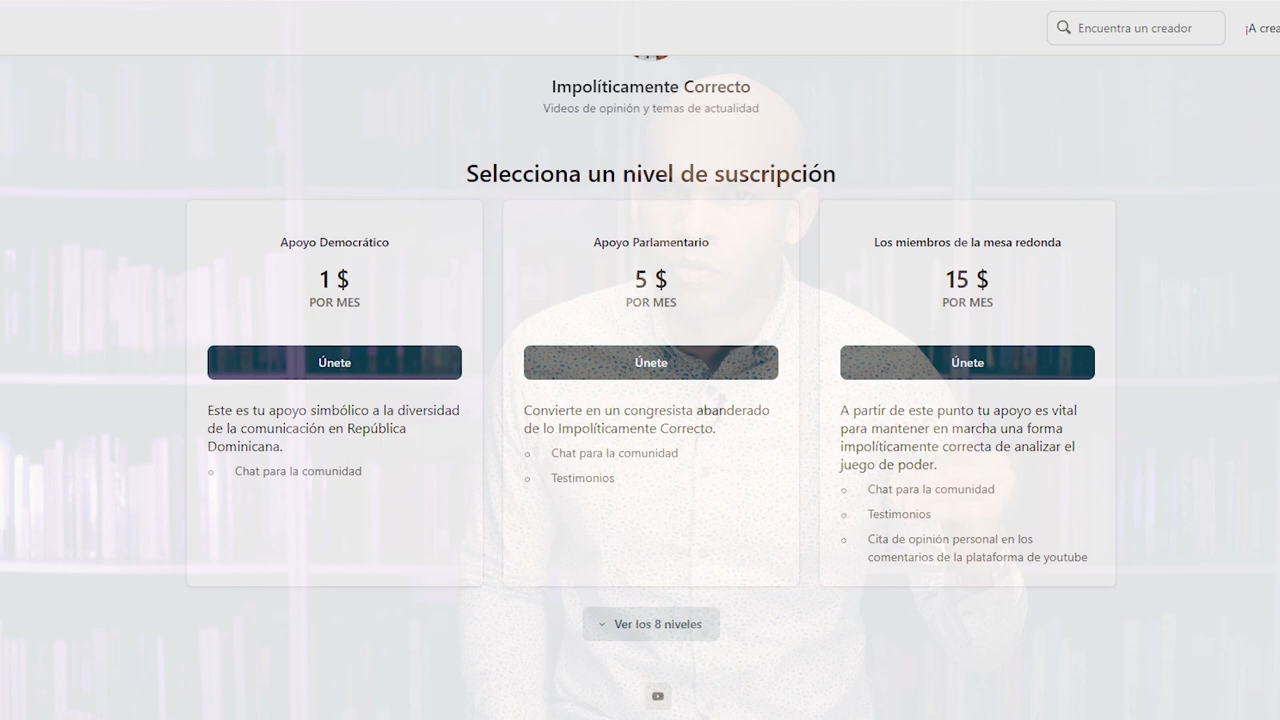 Encuentra un creador
¡A crea
Impolíticamente Correcto
Videos de opinión y temas de actualidad
Selecciona un nivel de suscripción
Apoyo Democrático
1 $
POR MES
Únete
Este es tu apoyo simbólico a la diversidad
de la comunicación en República
Dominicana.
Chat para la comunidad
Apoyo Parlamentario
5 $
POR MES
Únete
Convierte en un congresista abanderado
de lo Impolíticamente Correcto.
Chat para la comunidad
Testimonios
Los miembros de la mesa redonda
15 $
POR MES
Únete
A partir de este punto tu apoyo es vital
para mantener en marcha una forma
impolíticamente correcta de analizar el
juego de poder.
Chat para la comunidad
Testimonios
Cita de opinión personal en los
comentarios de la plataforma de youtube
Ver los 8 niveles